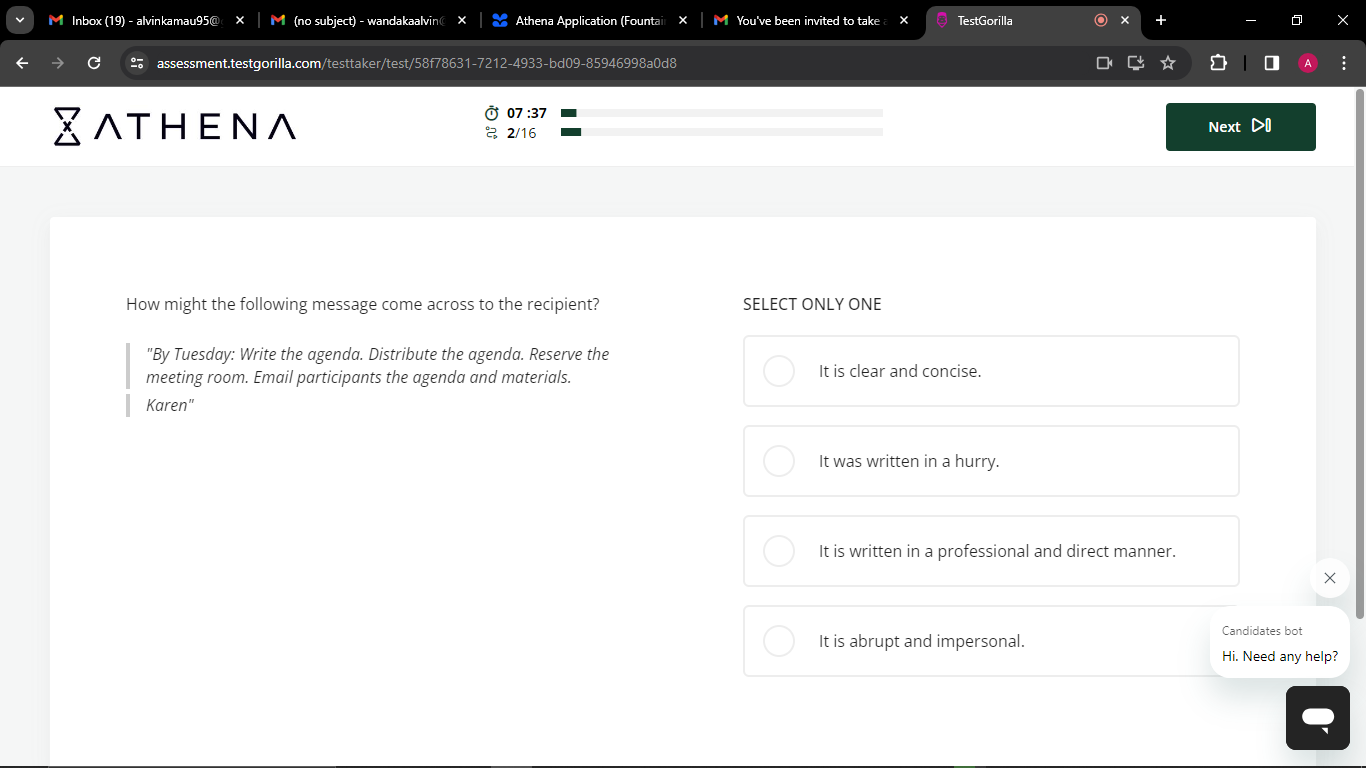 Inbox (19) - alvinkamau95@
(no subject) - wandakaalvin@
Athena Application (Fountai
You've been invited to take a
TestGorilla
assessment.testgorilla.com/testtaker/test/58f78631-7212-4933-bd09-85946998a0d8
A
ATHENA
07 :37
2/16
Next
How might the following message come across to the recipient?
"By Tuesday: Write the agenda. Distribute the agenda. Reserve the
meeting room. Email participants the agenda and materials.
Karen"
SELECT ONLY ONE
It is clear and concise.
It was written in a hurry.
It is written in a professional and direct manner.
It is abrupt and impersonal.
Candidates bot
Hi. Need any help?